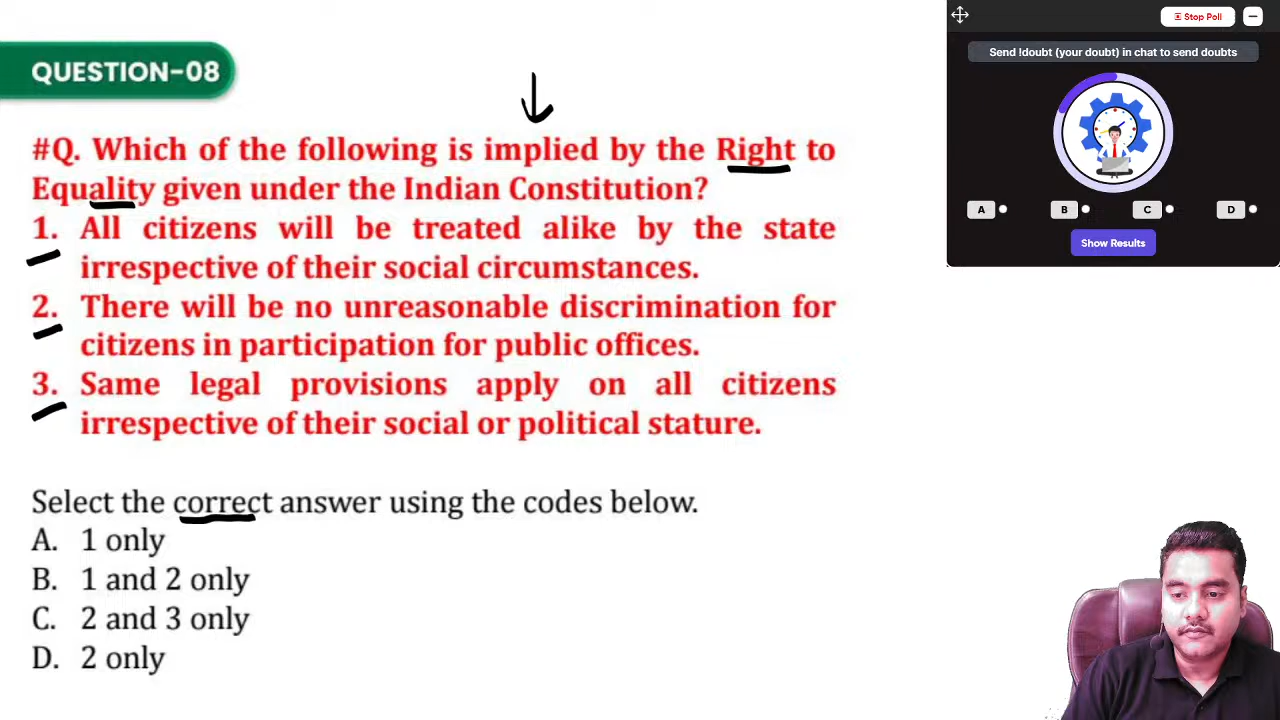 Stop Poll
Send !doubt (your doubt) in chat to send doubts
QUESTION-08
#Q. Which of the following is implied by the Right to
Equality given under the Indian Constitution?
1. All citizens will be treated alike by the state
irrespective of their social circumstances.
2. There will be no unreasonable discrimination for
citizens in participation for public offices.
3. Same legal provisions apply on all citizens
irrespective of their social or political stature.
A B C D
Show Results
Select the correct answer using the codes below.
A. 1 only
B. 1 and 2 only
C. 2 and 3 only
D. 2 only